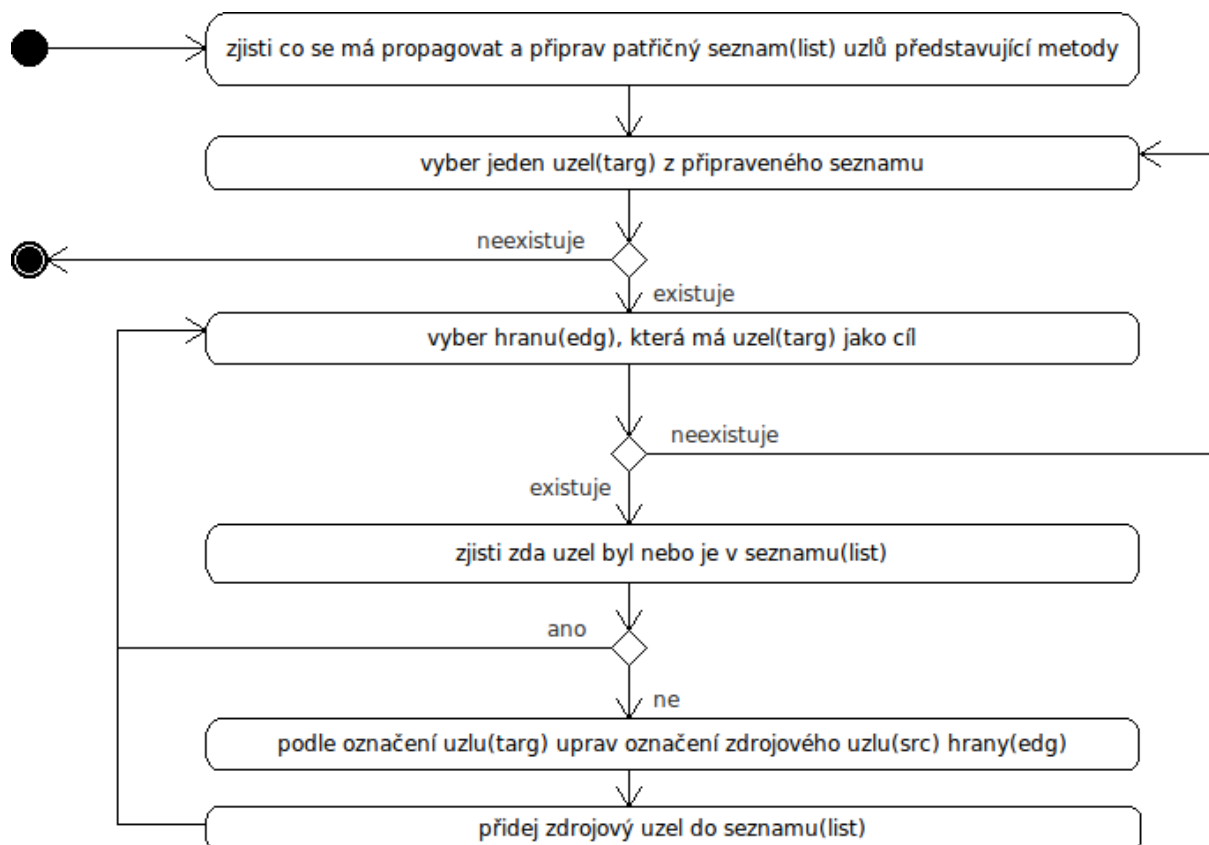 zjisti co se má propagovat a připrav patřičný seznam(list) uzlů představující metody
vyber jeden uzel(targ) z připraveného seznamu
neexistuje
existuje
vyber hranu(edg), která má uzel(targ) jako cíl
neexistuje
existuje
zjisti zda uzel byl nebo je v seznamu(list)
ano
ne
podle označení uzlu(targ) uprav označení zdrojového uzlu(src) hrany(edg)
přidej zdrojový uzel do seznamu(list)